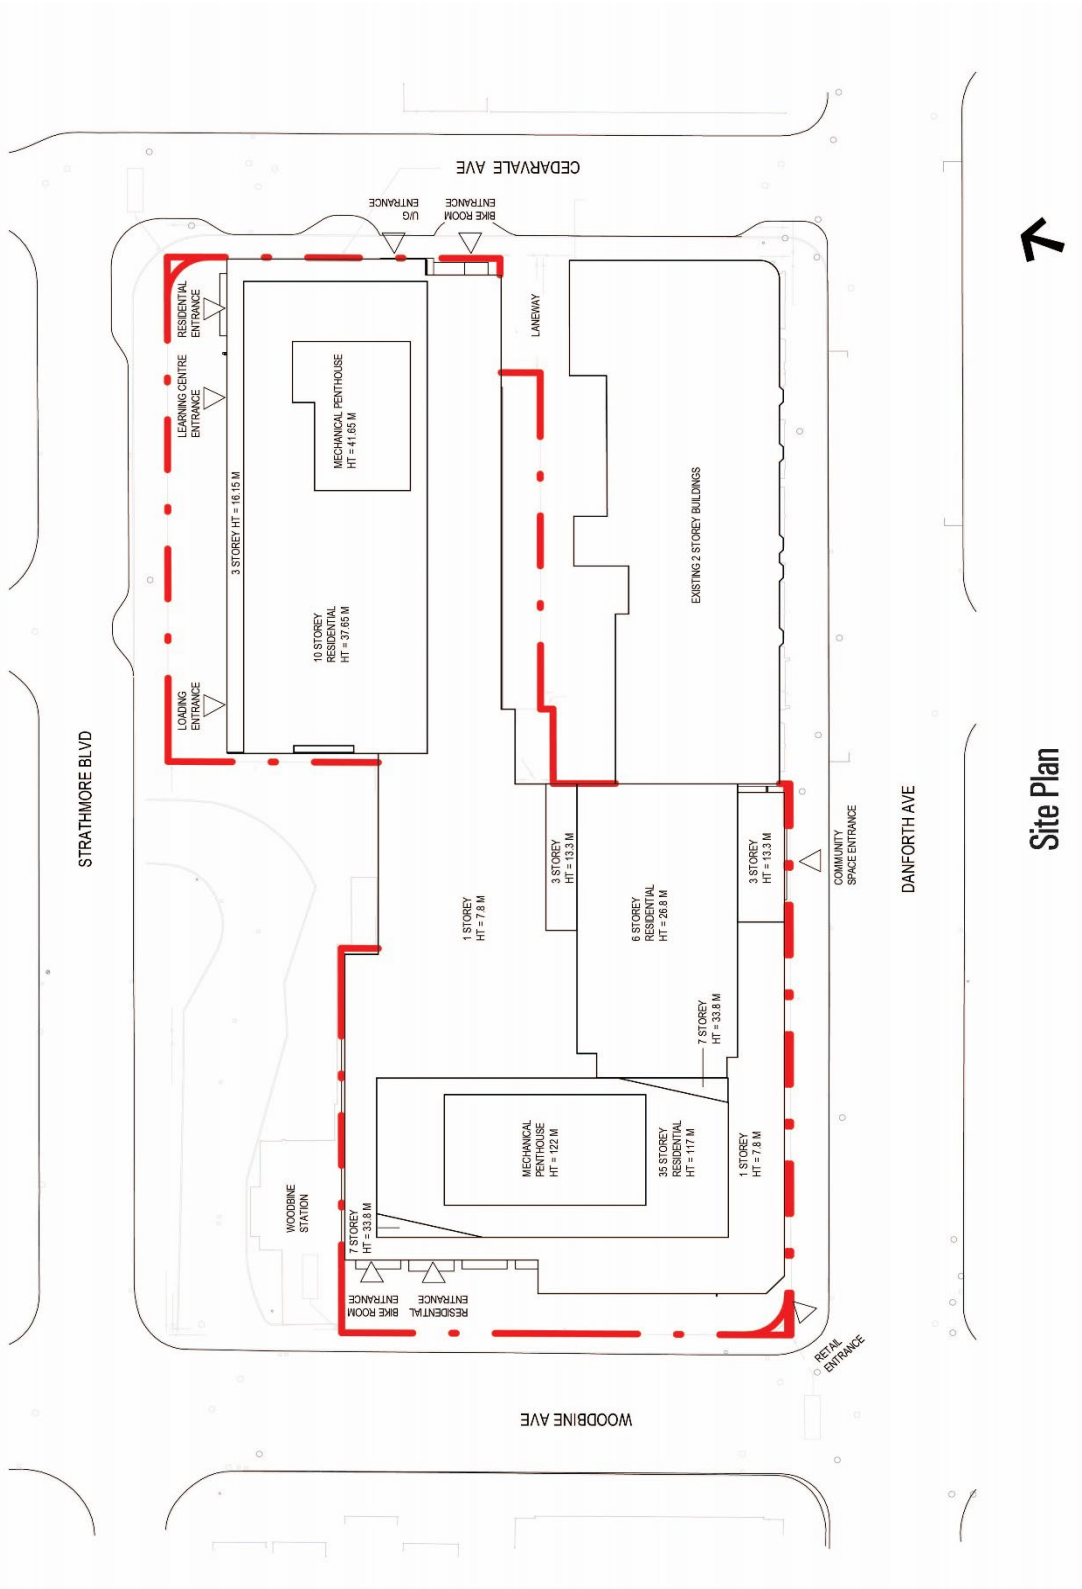 STRATHMORE BLVD
WOODBINE
STATION
7 STOREY
HT = 33.8 M
BIKE ROOM
ENTRANCE
RESIDENTIAL
ENTRANCE
LOADING
ENTRANCE
LEARNING CENTRE
ENTRANCE
RESIDENTIAL
ENTRANCE
3 STOREY HT = 16.15 M
10 STOREY
RESIDENTIAL
HT = 37.65 M
MECHANICAL PENTHOUSE
HT = 41.65 M
U/G
ENTRANCE
BIKE ROOM
ENTRANCE
CEDARVALE AVE
1 STOREY
HT = 7.8 M
LANEWAY
MECHANICAL
PENTHOUSE
HT = 122 M
3 STOREY
HT = 13.3 M
WOODBINE AVE
35 STOREY
RESIDENTIAL
HT = 117 M
6 STOREY
RESIDENTIAL
HT = 26.8 M
7 STOREY
HT = 33.8 M
EXISTING 2 STOREY BUILDINGS
1 STOREY
HT = 7.8 M
3 STOREY
HT = 13.3 M
RETAIL
ENTRANCE
COMMUNITY
SPACE ENTRANCE
DANFORTH AVE
Site Plan